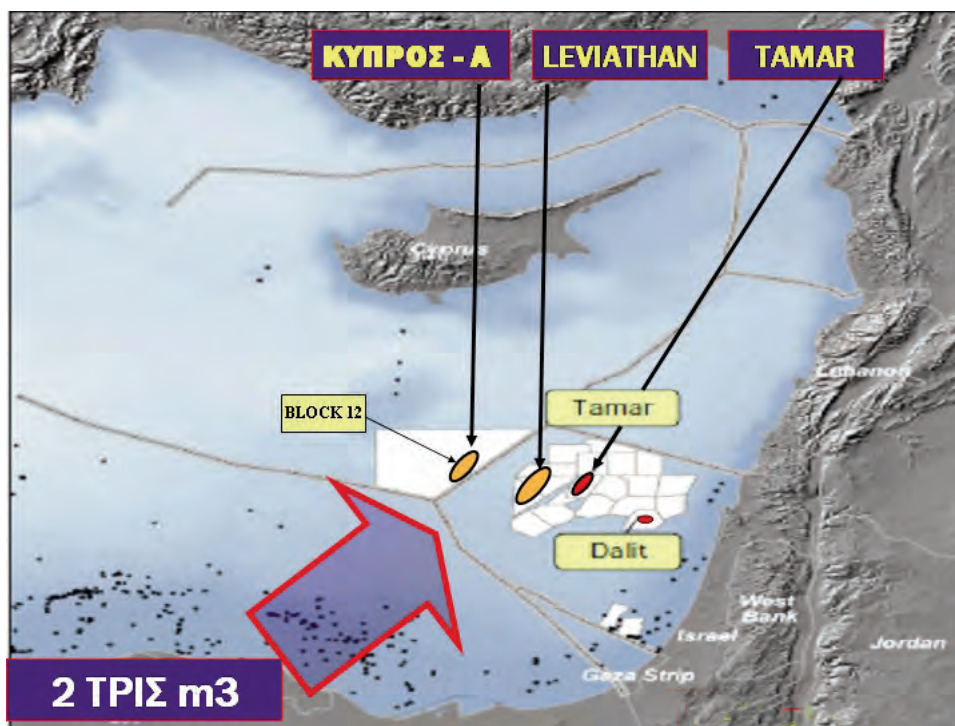 ΚΥΠΡΟΣ - Α
LEVIATHAN
TAMAR
Cyprus
Lebanon
BLOCK 12
Tamar
Dalit
West
Bank
Israel
Jordan
Gaza Strip
2 ΤΡΙΣ m3